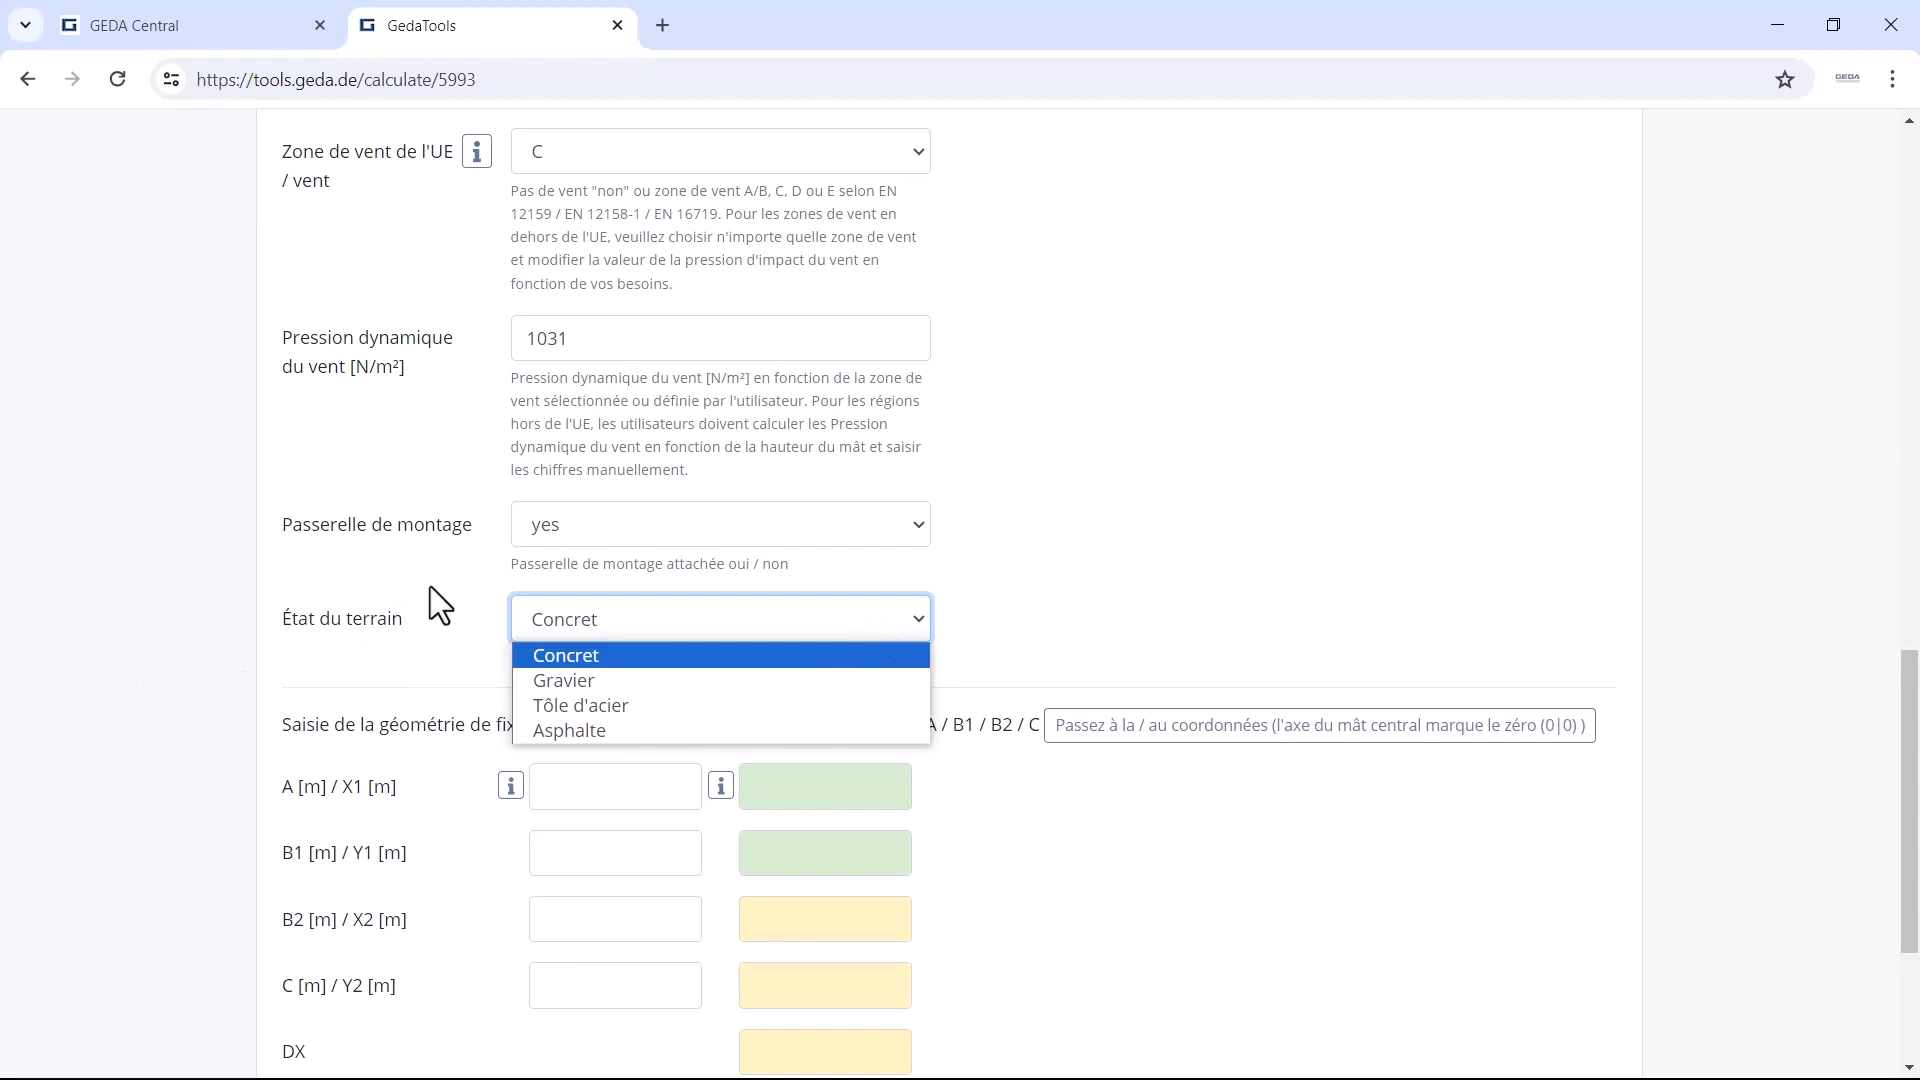 GEDA Central
GedaTools
https://tools.geda.de/calculate/5993
GEDA
Zone de vent de l'UE
/ vent
C
Pas de vent "non" ou zone de vent A/B, C, D ou E selon EN
12159 / EN 12158-1 / EN 16719. Pour les zones de vent en
dehors de l'UE, veuillez choisir n'importe quelle zone de vent
et modifier la valeur de la pression d'impact du vent en
fonction de vos besoins.
Pression dynamique
du vent [N/m²]
1031
Pression dynamique du vent [N/m²] en fonction de la zone de
vent sélectionnée ou définie par l'utilisateur. Pour les régions
hors de l'UE, les utilisateurs doivent calculer les Pression
dynamique du vent en fonction de la hauteur du mât et saisir
les chiffres manuellement.
Passerelle de montage
yes
Passerelle de montage attachée oui / non
État du terrain
Concret
Concret
Gravier
Tôle d'acier
Asphalte
Saisie de la géométrie de fix
A / B1 / B2 / C
Passez à la / au coordonnées (l'axe du mât central marque le zéro (0|0) )
A [m] / X1 [m]
B1 [m] / Y1 [m]
B2 [m] / X2 [m]
C [m] / Y2 [m]
DX